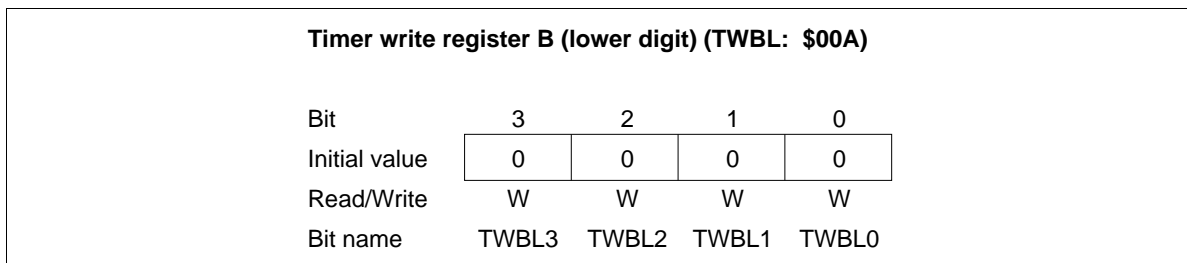 Timer write register B (lower digit) (TWBL: $00A)
Bit 3 2 1 0
Initial value 0 0 0 0
Read/Write W W W W
Bit name TWBL3 TWBL2 TWBL1 TWBL0